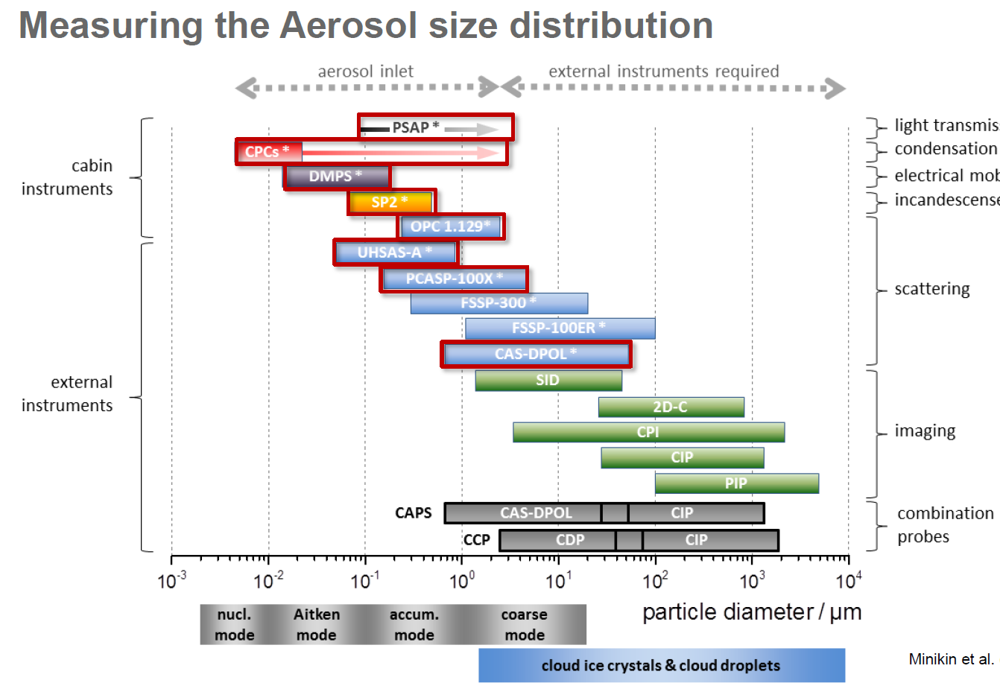 Measuring the Aerosol size distribution
aerosol inlet
external instruments required
cabin
instruments
external
instruments
PSAP *
CPCs *
DMPS *
SP2 *
OPC 1.129*
UHSAS-A *
PCASP-100X *
FSSP-300 *
FSSP-100ER *
CAS-DPOL *
SID
2D-C
CPI
CIP
PIP
CAPS CAS-DPOL CIP
CCP CDP CIP
light transmis
condensation
electrical mob
incandescense
scattering
imaging
combination
probes
10⁻³ 10⁻² 10⁻¹ 10⁰ 10¹ 10² 10³ 10⁴
particle diameter / µm
nucl.
mode
Aitken
mode
accum.
mode
coarse
mode
cloud ice crystals & cloud droplets
Minikin et al.